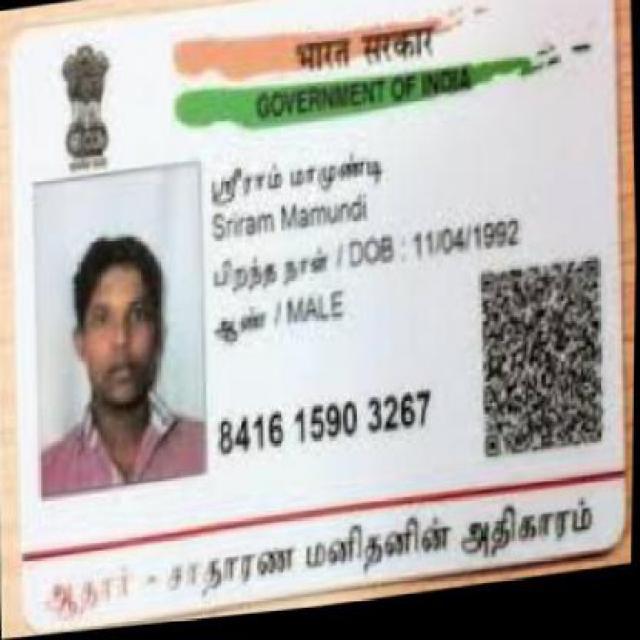 भारत सरकार
GOVERNMENT OF INDIA
ஸ்ரீராம் மாமுண்டி
Sriram Mamundi
பிறந்த நாள் / DOB : 11/04/1992
ஆண் / MALE
8416 1590 3267
ஆதார் - சாதாரண மனிதனின் அதிகாரம்